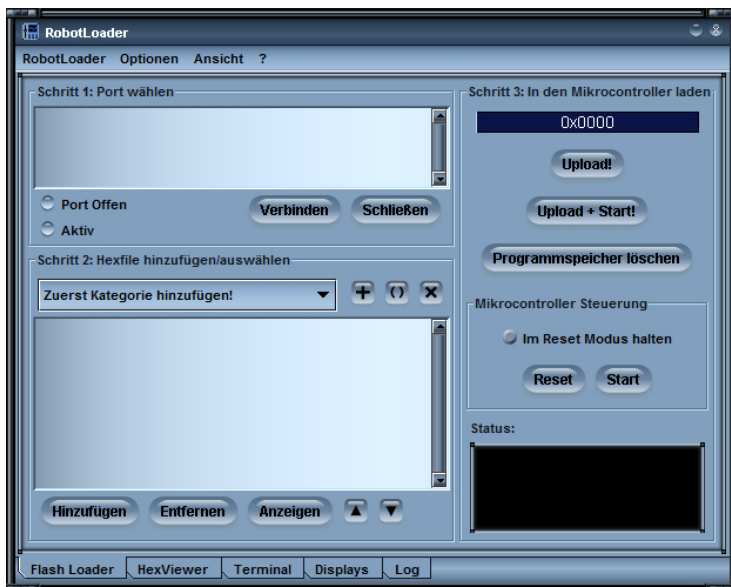 RobotLoader
RobotLoader Optionen Ansicht ?
Schritt 1: Port wählen
Port Offen
Aktiv
Verbinden Schließen
Schritt 2: Hexfile hinzufügen/auswählen
Zuerst Kategorie hinzufügen!
Hinzufügen Entfernen Anzeigen
Schritt 3: In den Mikrocontroller laden
0x0000
Upload!
Upload + Start!
Programmspeicher löschen
Mikrocontroller Steuerung
Im Reset Modus halten
Reset Start
Status:
Flash Loader HexViewer Terminal Displays Log